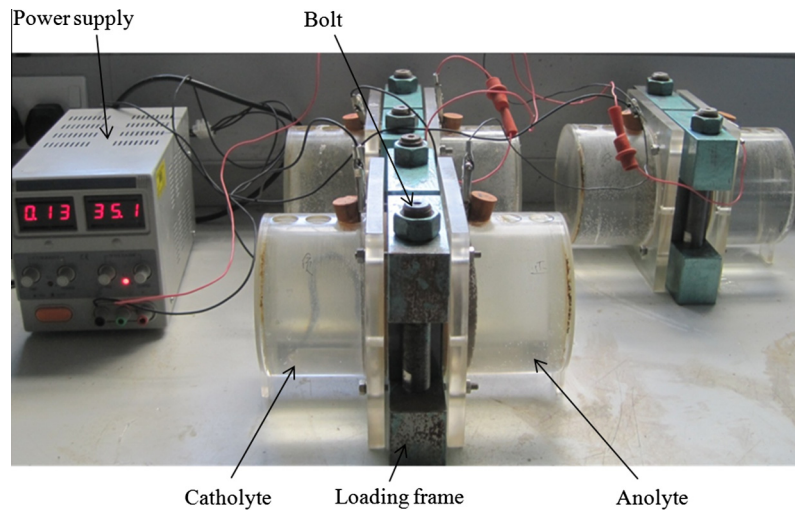 Power supply
Bolt
0.13 35.1
Catholyte
Loading frame
Anolyte